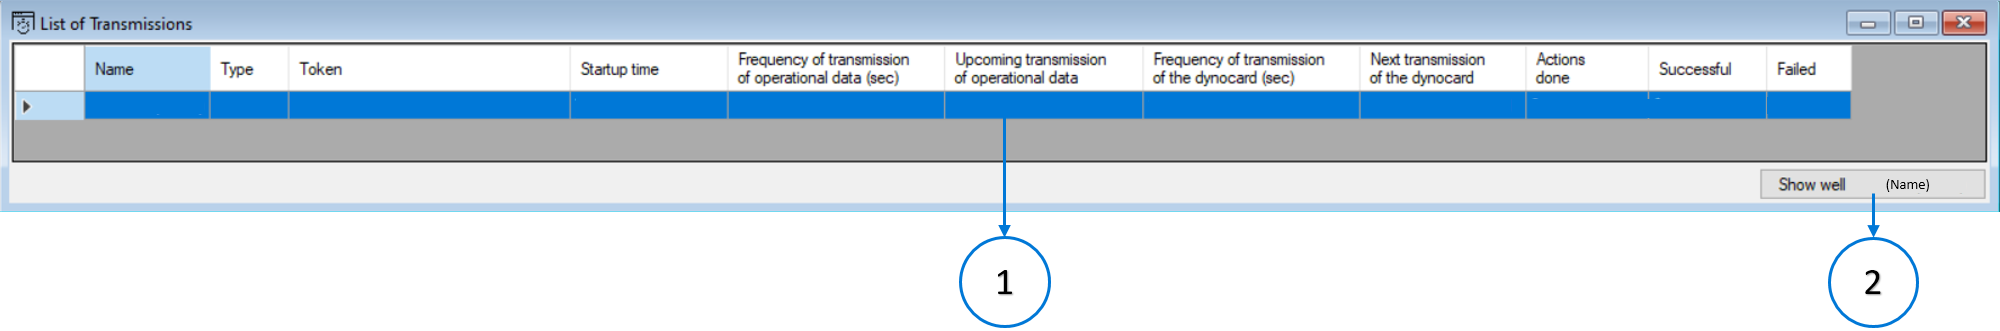 List of Transmissions
Name
Type
Token
Startup time
Frequency of transmission
of operational data (sec)
Upcoming transmission
of operational data
Frequency of transmission
of the dynocard (sec)
Next transmission
of the dynocard
Actions
done
Successful
Failed
Show well (Name)
1
2